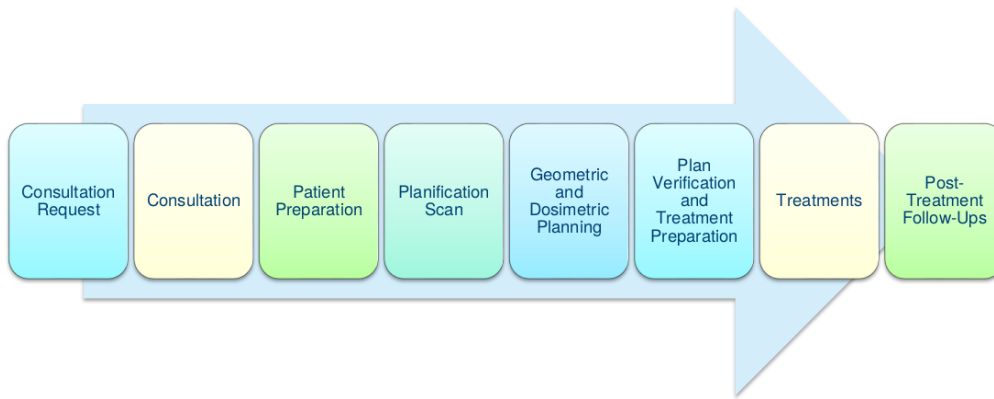 Consultation
Request
Consultation
Patient
Preparation
Planification
Scan
Geometric
and
Dosimetric
Planning
Plan
Verification
and
Treatment
Preparation
Treatments
Post-
Treatment
Follow-Ups